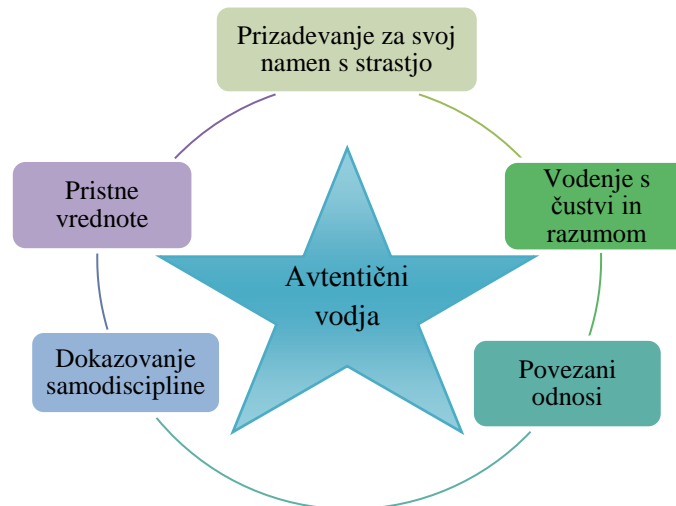 Prizadevanje za svoj
namen s strastjo
Pristne
vrednote
Vodenje s
čustvi in
razumom
Avtentični
vodja
Dokazovanje
samodiscipline
Povezani
odnosi